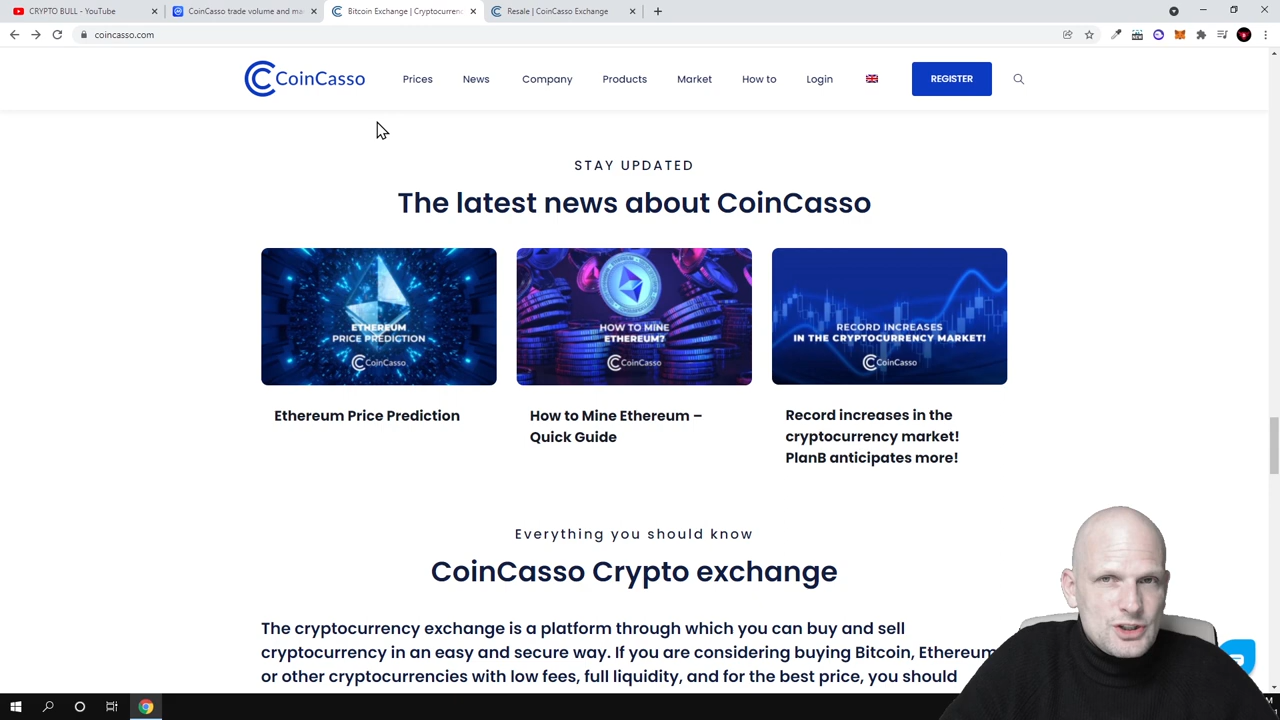 CRYPTO BULL - YouTube
CoinCasso trade volume and ma
Bitcoin Exchange | Cryptocurrenc
Resale | CoinCasso Exchange
coincasso.com
CoinCasso
Prices
News
Company
Products
Market
How to
Login
REGISTER
STAY UPDATED
The latest news about CoinCasso
ETHEREUM
PRICE PREDICTION
CoinCasso
HOW TO MINE
ETHEREUM?
CoinCasso
RECORD INCREASES
IN THE CRYPTOCURRENCY MARKET!
CoinCasso
Ethereum Price Prediction
How to Mine Ethereum –
Quick Guide
Record increases in the
cryptocurrency market!
PlanB anticipates more!
Everything you should know
CoinCasso Crypto exchange
The cryptocurrency exchange is a platform through which you can buy and sell
cryptocurrency in an easy and secure way. If you are considering buying Bitcoin, Ethereum
or other cryptocurrencies with low fees, full liquidity, and for the best price, you should